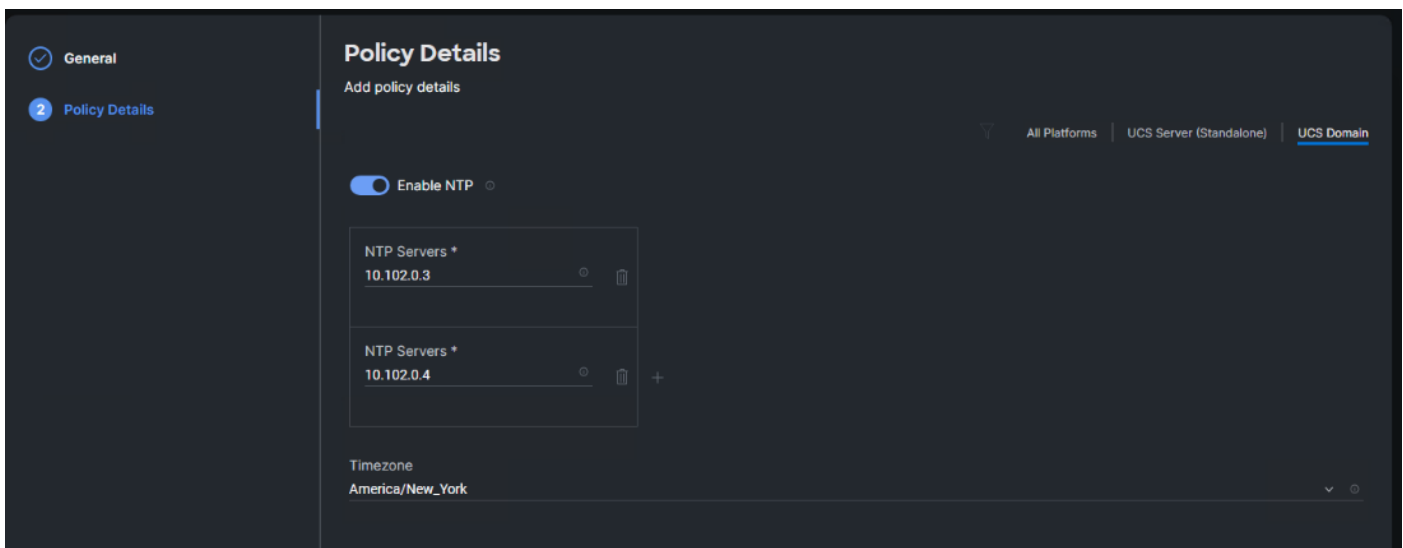 General
2 Policy Details
Policy Details
Add policy details
All Platforms | UCS Server (Standalone) | UCS Domain
Enable NTP
NTP Servers *
10.102.0.3
NTP Servers *
10.102.0.4
Timezone
America/New_York